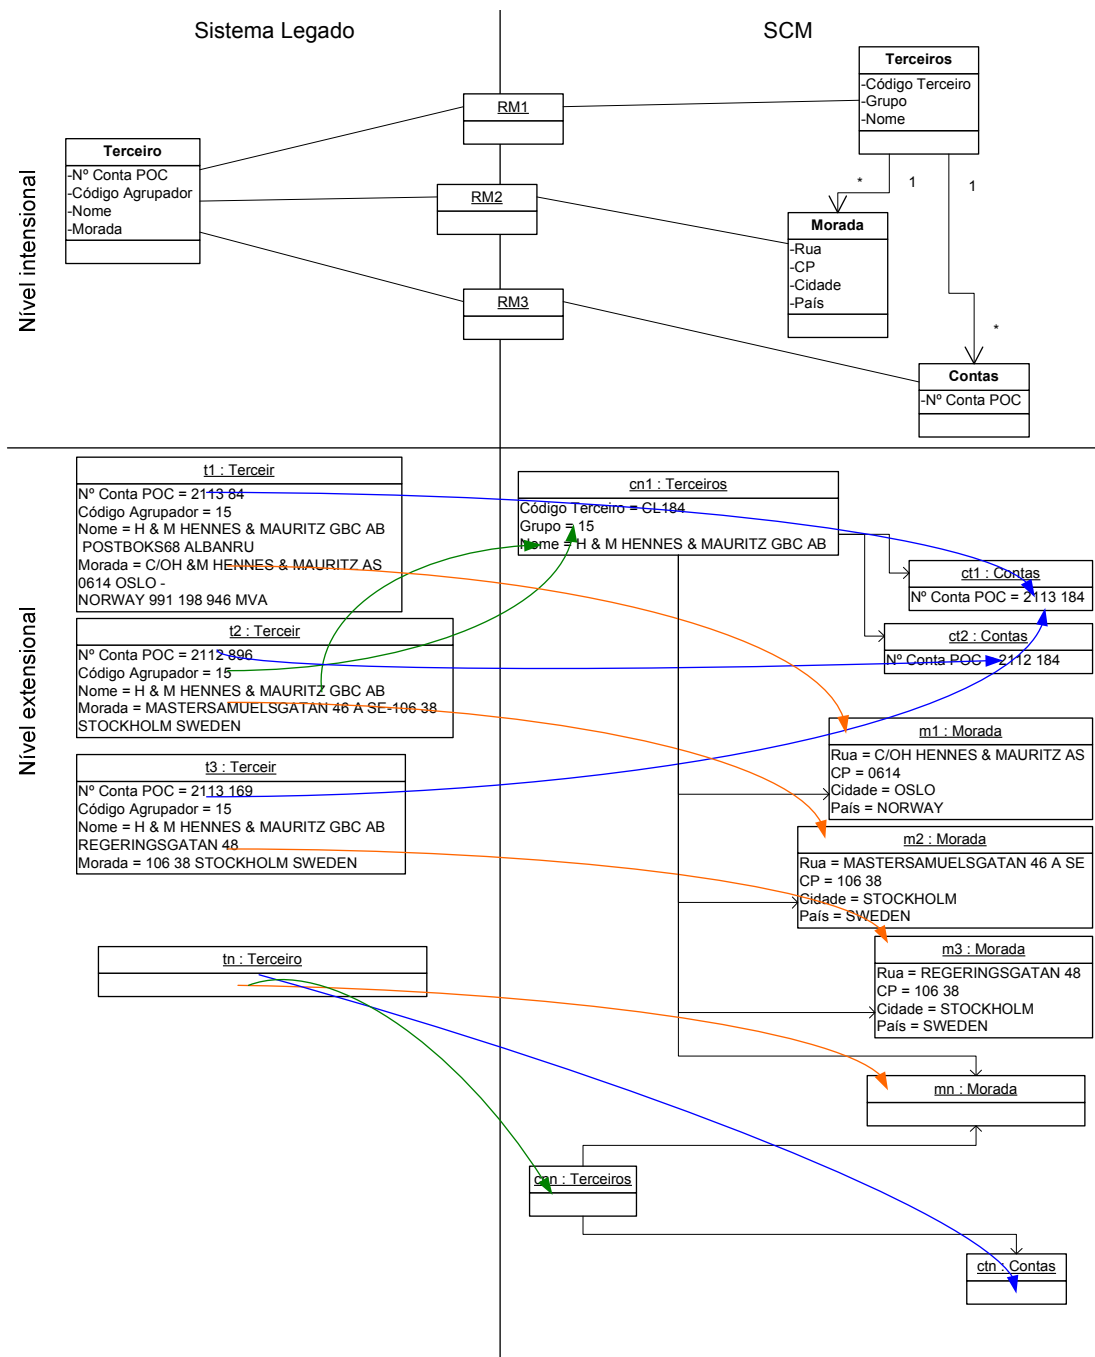 Sistema Legado
SCM
Nível intensional
Terceiro
-Nº Conta POC
-Código Agrupador
-Nome
-Morada
RM1
RM2
RM3
Terceiros
-Código Terceiro
-Grupo
-Nome
*
1
1
Morada
-Rua
-CP
-Cidade
-País
*
Contas
-Nº Conta POC
Nível extensional
t1 : Terceir
Nº Conta POC = 2113 84
Código Agrupador = 15
Nome = H & M HENNES & MAURITZ GBC AB
POSTBOKS68 ALBANRU
Morada = C/OH &M HENNES & MAURITZ AS
0614 OSLO -
NORWAY 991 198 946 MVA
t2 : Terceir
Nº Conta POC = 2112 896
Código Agrupador = 15
Nome = H & M HENNES & MAURITZ GBC AB
Morada = MASTERSAMUELSGATAN 46 A SE-106 38
STOCKHOLM SWEDEN
t3 : Terceir
Nº Conta POC = 2113 169
Código Agrupador = 15
Nome = H & M HENNES & MAURITZ GBC AB
REGERINGSGATAN 48
Morada = 106 38 STOCKHOLM SWEDEN
tn : Terceiro
cn1 : Terceiros
Código Terceiro = CL184
Grupo = 15
Nome = H & M HENNES & MAURITZ GBC AB
ct1 : Contas
Nº Conta POC = 2113 184
ct2 : Contas
Nº Conta POC = 2112 184
m1 : Morada
Rua = C/OH HENNES & MAURITZ AS
CP = 0614
Cidade = OSLO
País = NORWAY
m2 : Morada
Rua = MASTERSAMUELSGATAN 46 A SE
CP = 106 38
Cidade = STOCKHOLM
País = SWEDEN
m3 : Morada
Rua = REGERINGSGATAN 48
CP = 106 38
Cidade = STOCKHOLM
País = SWEDEN
mn : Morada
cnn : Terceiros
ctn : Contas